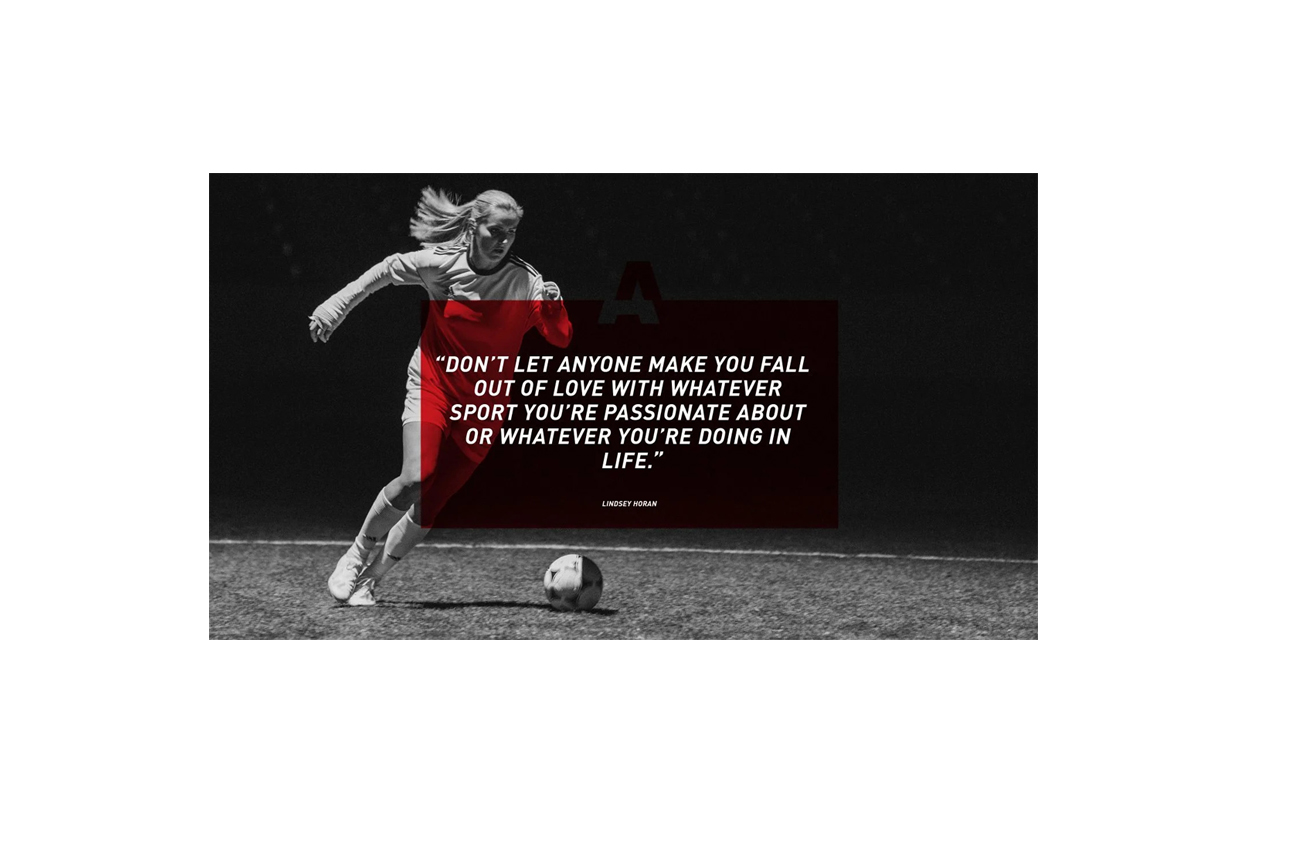 A
“DON’T LET ANYONE MAKE YOU FALL
OUT OF LOVE WITH WHATEVER
SPORT YOU’RE PASSIONATE ABOUT
OR WHATEVER YOU’RE DOING IN
LIFE.”
LINDSEY HORAN